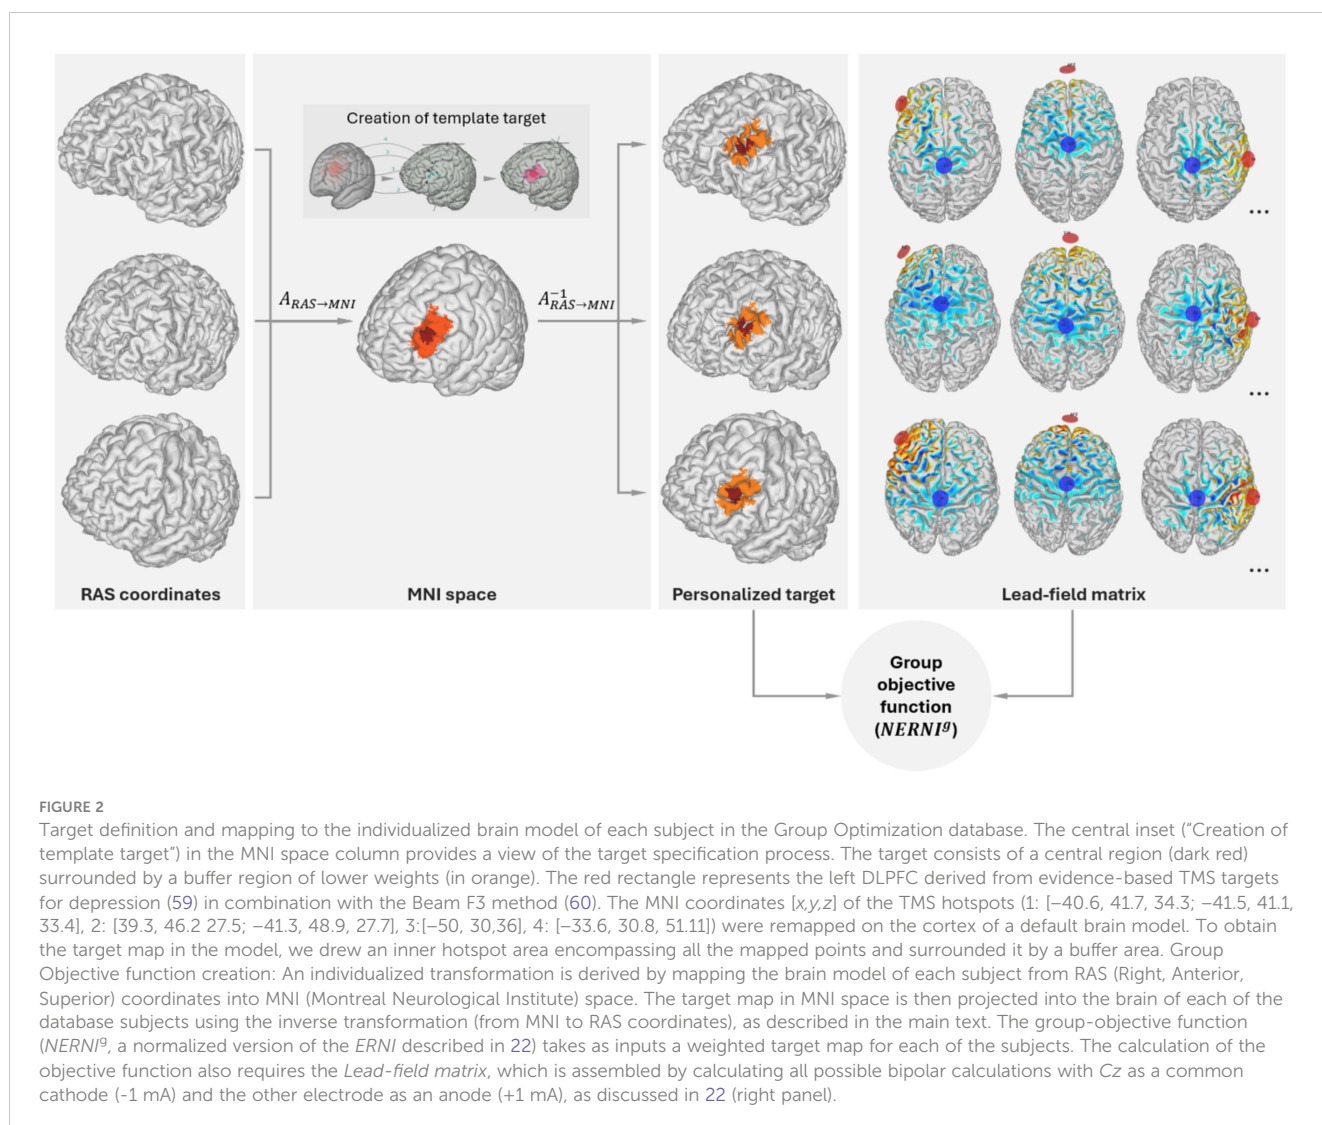 Creation of template target
A_RAS→MNI
A⁻¹_RAS→MNI
...
...
...
RAS coordinates
MNI space
Personalized target
Lead-field matrix
Group
objective
function
(NERNIᵍ)
FIGURE 2
Target definition and mapping to the individualized brain model of each subject in the Group Optimization database. The central inset (“Creation of
template target”) in the MNI space column provides a view of the target specification process. The target consists of a central region (dark red)
surrounded by a buffer region of lower weights (in orange). The red rectangle represents the left DLPFC derived from evidence-based TMS targets
for depression (59) in combination with the Beam F3 method (60). The MNI coordinates [x,y,z] of the TMS hotspots (1: [−40.6, 41.7, 34.3; −41.5, 41.1,
33.4], 2: [39.3, 46.2 27.5; −41.3, 48.9, 27.7], 3:[−50, 30,36], 4: [−33.6, 30.8, 51.11]) were remapped on the cortex of a default brain model. To obtain
the target map in the model, we drew an inner hotspot area encompassing all the mapped points and surrounded it by a buffer area. Group
Objective function creation: An individualized transformation is derived by mapping the brain model of each subject from RAS (Right, Anterior,
Superior) coordinates into MNI (Montreal Neurological Institute) space. The target map in MNI space is then projected into the brain of each of the
database subjects using the inverse transformation (from MNI to RAS coordinates), as described in the main text. The group-objective function
(NERNIᵍ, a normalized version of the ERNI described in 22) takes as inputs a weighted target map for each of the subjects. The calculation of the
objective function also requires the Lead-field matrix, which is assembled by calculating all possible bipolar calculations with Cz as a common
cathode (-1 mA) and the other electrode as an anode (+1 mA), as discussed in 22 (right panel).